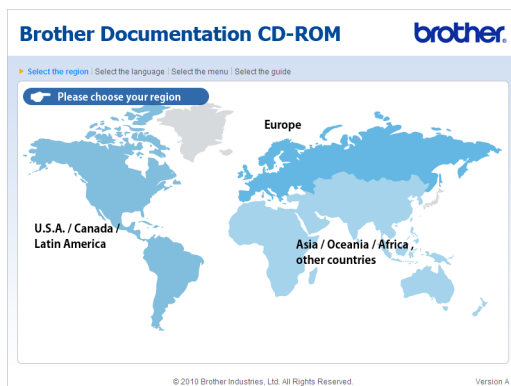 Brother Documentation CD-ROM
brother.
Select the region | Select the language | Select the menu | Select the guide
Please choose your region
Europe
U.S.A. / Canada /
Latin America
Asia / Oceania / Africa ,
other countries
© 2010 Brother Industries, Ltd. All Rights Reserved.
Version A